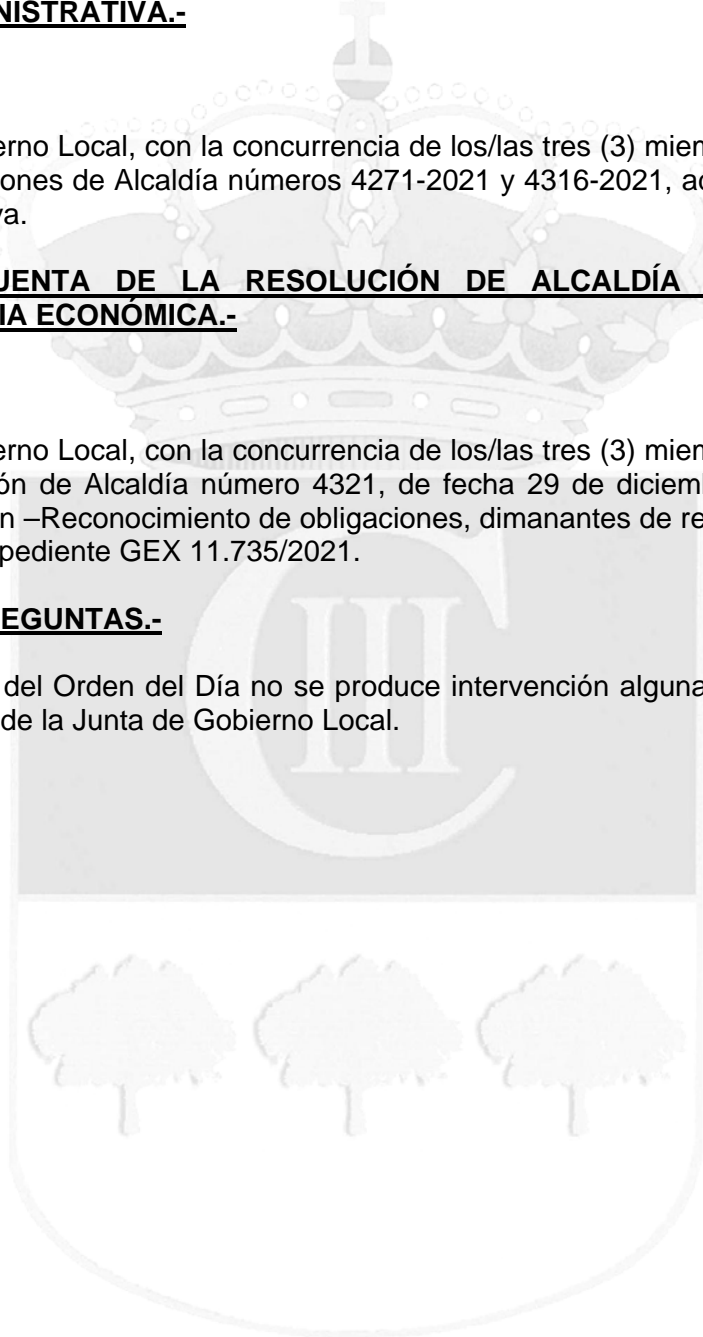 NISTRATIVA.-
erno Local, con la concurrencia de los/las tres (3) mien
iones de Alcaldía números 4271-2021 y 4316-2021, ac
va.
UENTA DE LA RESOLUCIÓN DE ALCALDÍA
IA ECONÓMICA.-
erno Local, con la concurrencia de los/las tres (3) mien
ón de Alcaldía número 4321, de fecha 29 de diciemb
n –Reconocimiento de obligaciones, dimanantes de re
xpediente GEX 11.735/2021.
EGUNTAS.-
del Orden del Día no se produce intervención alguna
de la Junta de Gobierno Local.
CIII